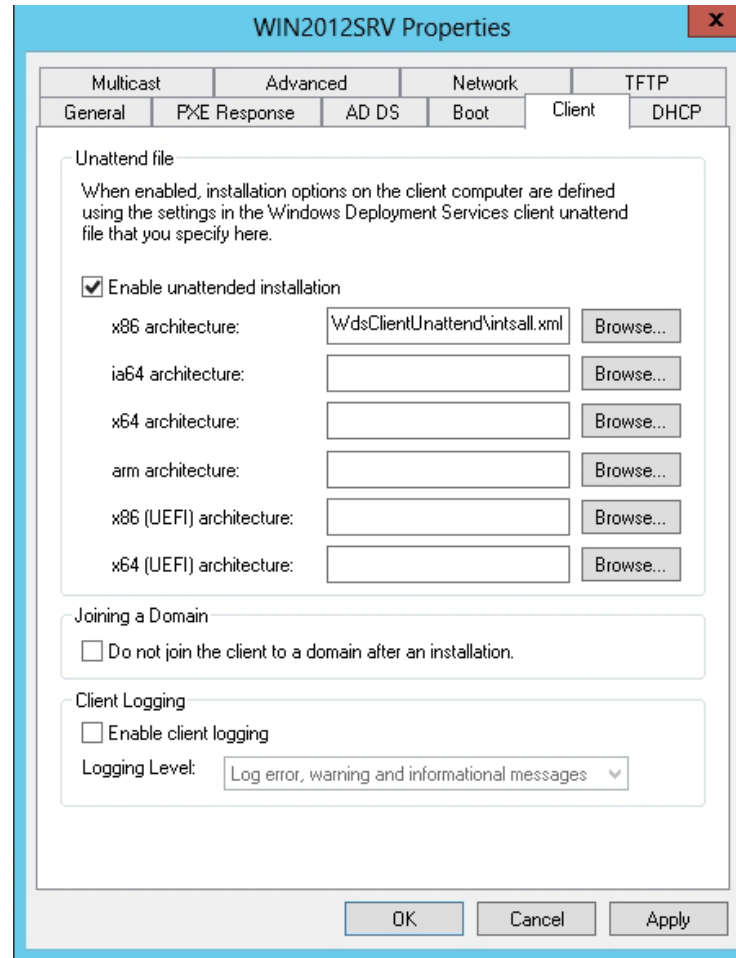 WIN2012SRV Properties
x
Multicast Advanced Network TFTP
General PXE Response AD DS Boot Client DHCP
Unattend file
When enabled, installation options on the client computer are defined
using the settings in the Windows Deployment Services client unattend
file that you specify here.
Enable unattended installation
x86 architecture: WdsClientUnattend\intsall.xml Browse...
ia64 architecture: Browse...
x64 architecture: Browse...
arm architecture: Browse...
x86 (UEFI) architecture: Browse...
x64 (UEFI) architecture: Browse...
Joining a Domain
Do not join the client to a domain after an installation.
Client Logging
Enable client logging
Logging Level: Log error, warning and informational messages
OK Cancel Apply